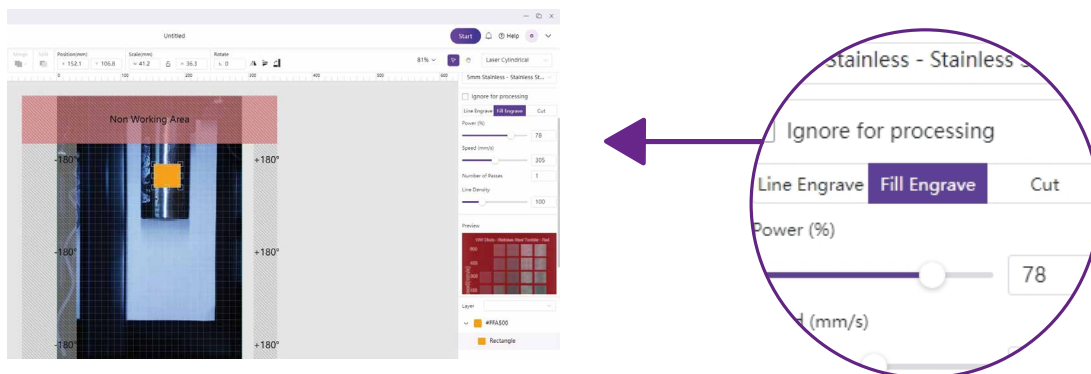 Untitled
Start
Help
Group
Split
Position(mm)
Scale(mm)
Rotate
X 152.1
Y 106.8
W 41.2
H 36.3
0
81%
Laser Cylindrical
0 100 200 300 400 500 600
5mm Stainless - Stainless St...
Ignore for processing
Line Engrave Fill Engrave Cut
Power (%)
78
Speed (mm/s)
305
Number of Passes
1
Line Density
100
Preview
Layer
#FFA500
Rectangle
Non Working Area
-180° +180°
-180° +180°
-180° +180°
Stainless - Stainless S
Ignore for processing
Line Engrave Fill Engrave Cut
Power (%)
78
(mm/s)